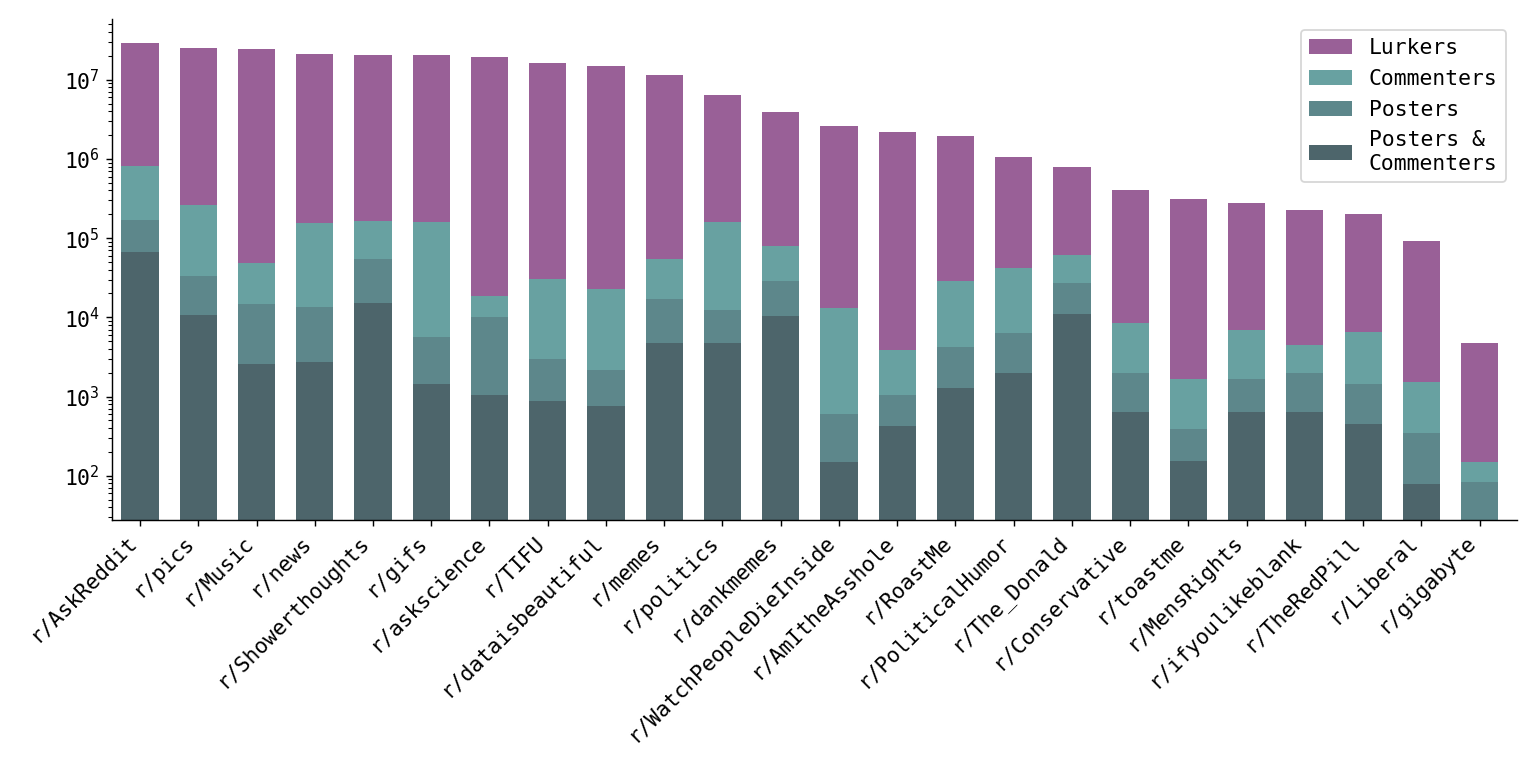 10^7
10^6
10^5
10^4
10^3
10^2
Lurkers
Commenters
Posters
Posters &
Commenters
r/AskReddit
r/pics
r/Music
r/news
r/Showerthoughts
r/gifs
r/askscience
r/TIFU
r/dataisbeautiful
r/memes
r/politics
r/dankmemes
r/WatchPeopleDieInside
r/AmItheAsshole
r/RoastMe
r/PoliticalHumor
r/The_Donald
r/Conservative
r/toastme
r/MensRights
r/ifyoulikeblank
r/TheRedPill
r/Liberal
r/gigabyte